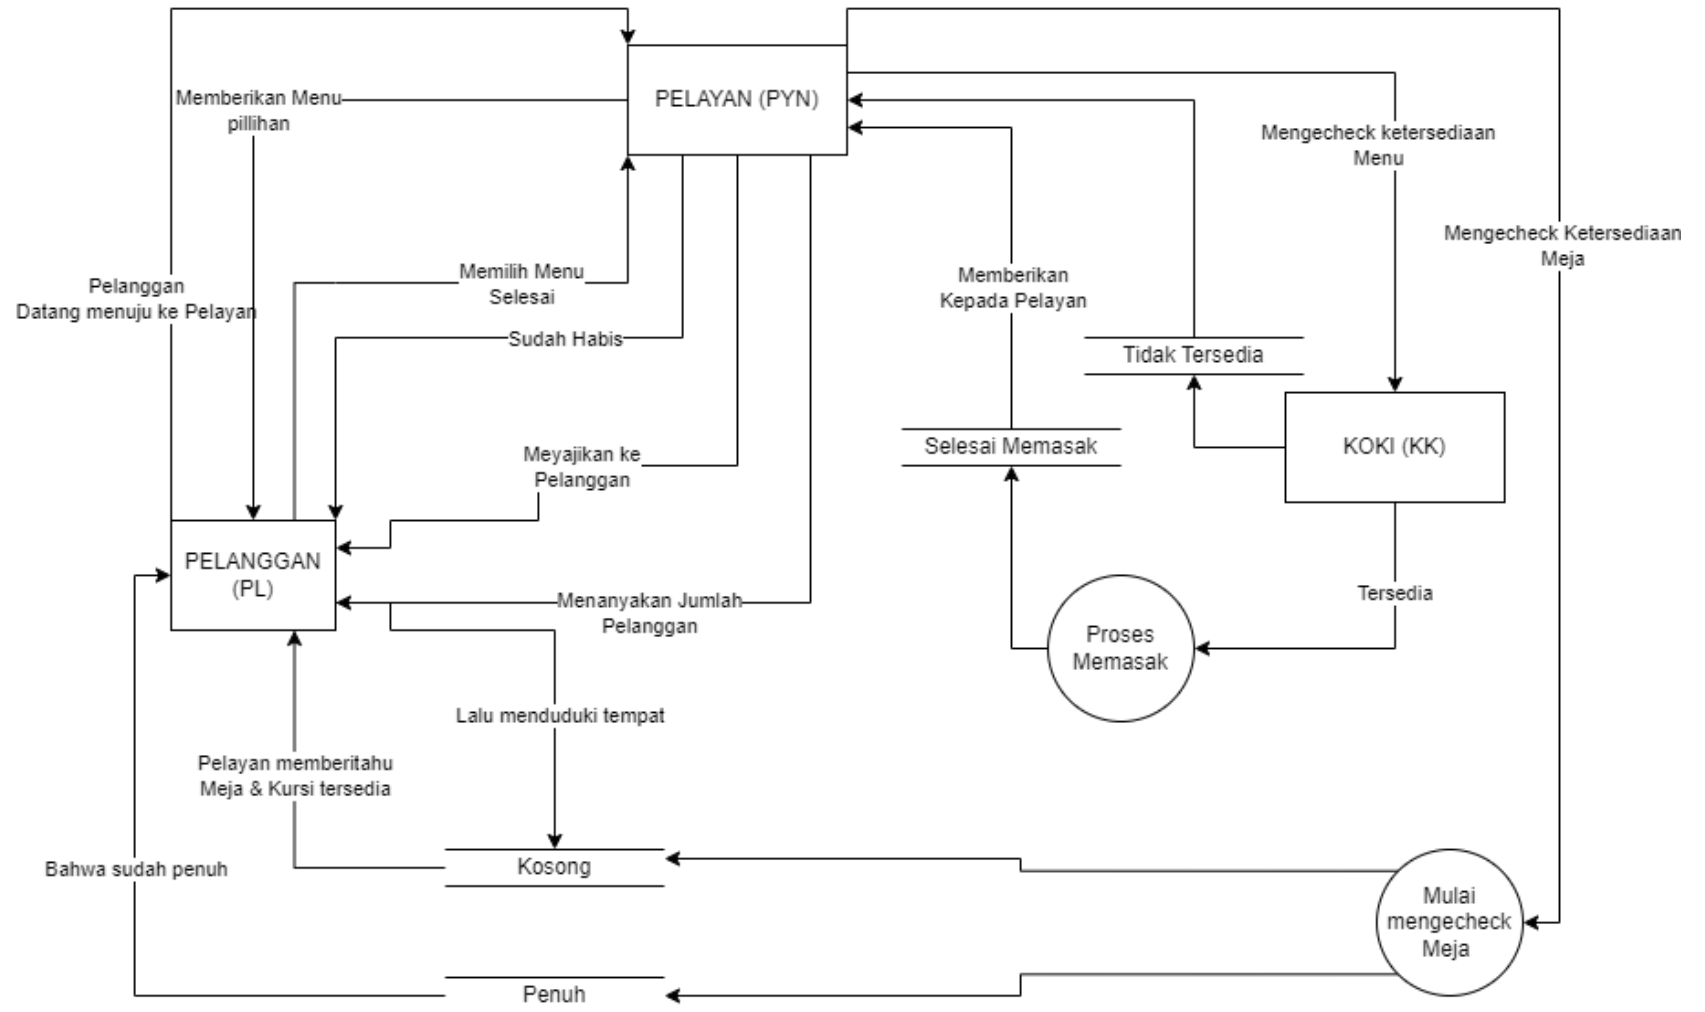 PELAYAN (PYN)
Memberikan Menu
pillihan
Mengecheck ketersediaan
Menu
Mengecheck Ketersediaan
Meja
Pelanggan
Datang menuju ke Pelayan
Memilih Menu
Selesai
Memberikan
Kepada Pelayan
Sudah Habis
Tidak Tersedia
Selesai Memasak
KOKI (KK)
Meyajikan ke
Pelanggan
PELANGGAN
(PL)
Menanyakan Jumlah
Pelanggan
Tersedia
Proses
Memasak
Lalu menduduki tempat
Pelayan memberitahu
Meja & Kursi tersedia
Bahwa sudah penuh
Kosong
Mulai
mengecheck
Meja
Penuh